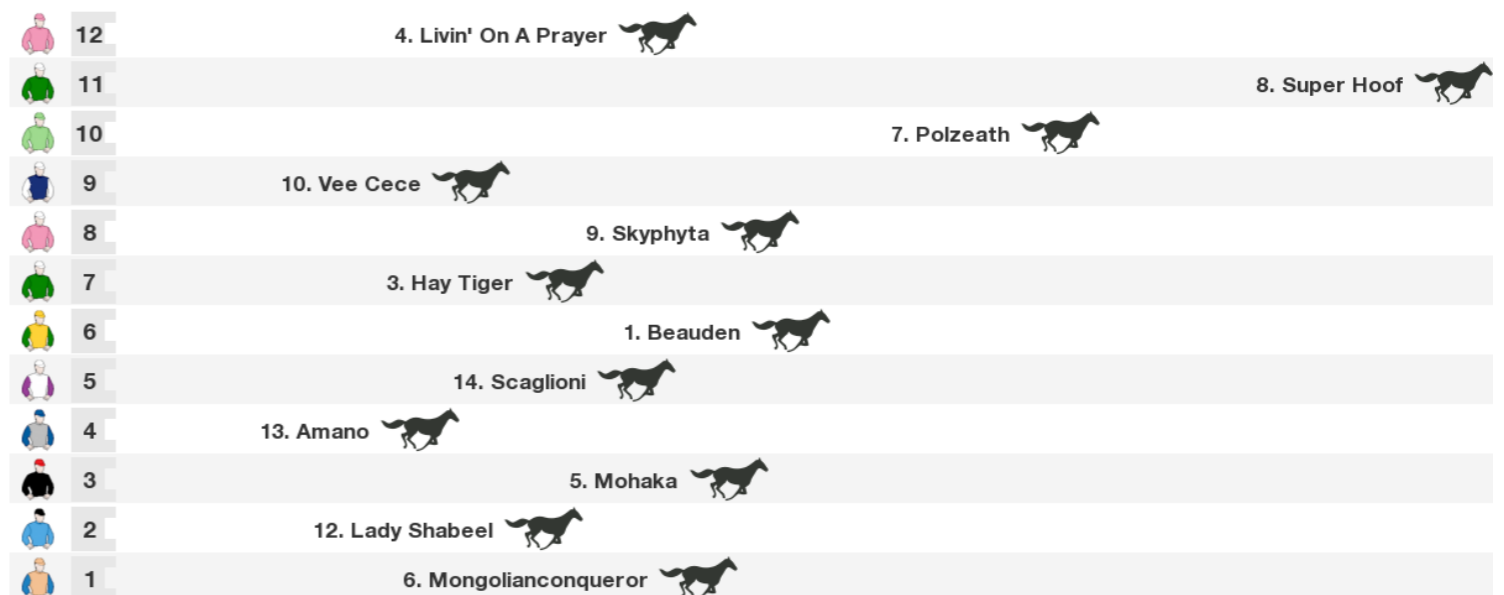 12 4. Livin' On A Prayer
11 8. Super Hoof
10 7. Polzeath
9 10. Vee Cece
8 9. Skyphyta
7 3. Hay Tiger
6 1. Beauden
5 14. Scaglioni
4 13. Amano
3 5. Mohaka
2 12. Lady Shabeel
1 6. Mongolianconqueror